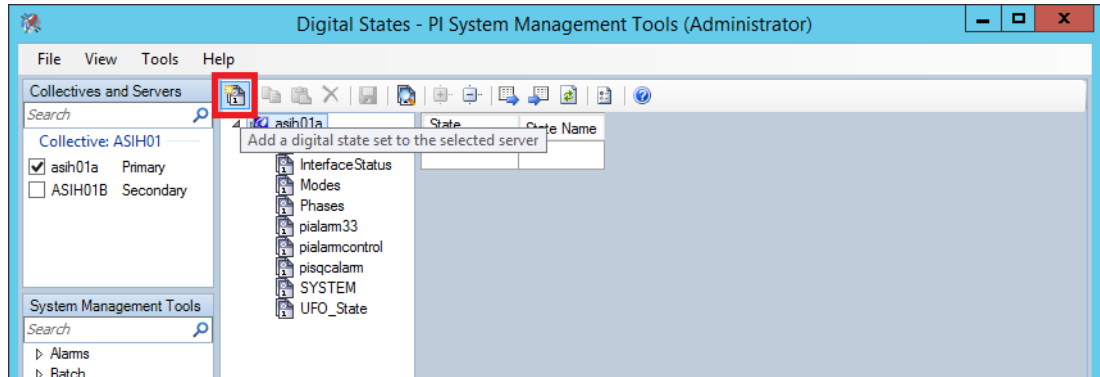 Digital States - PI System Management Tools (Administrator)
File View Tools Help
Collectives and Servers
Search
Collective: ASIH01
asih01a Primary
ASIH01B Secondary
System Management Tools
Search
Alarms
Batch
asih01a
Add a digital state set to the selected server
InterfaceStatus
Modes
Phases
pialarm33
pialarmcontrol
pisqcalarm
SYSTEM
UFO_State
State
State Name